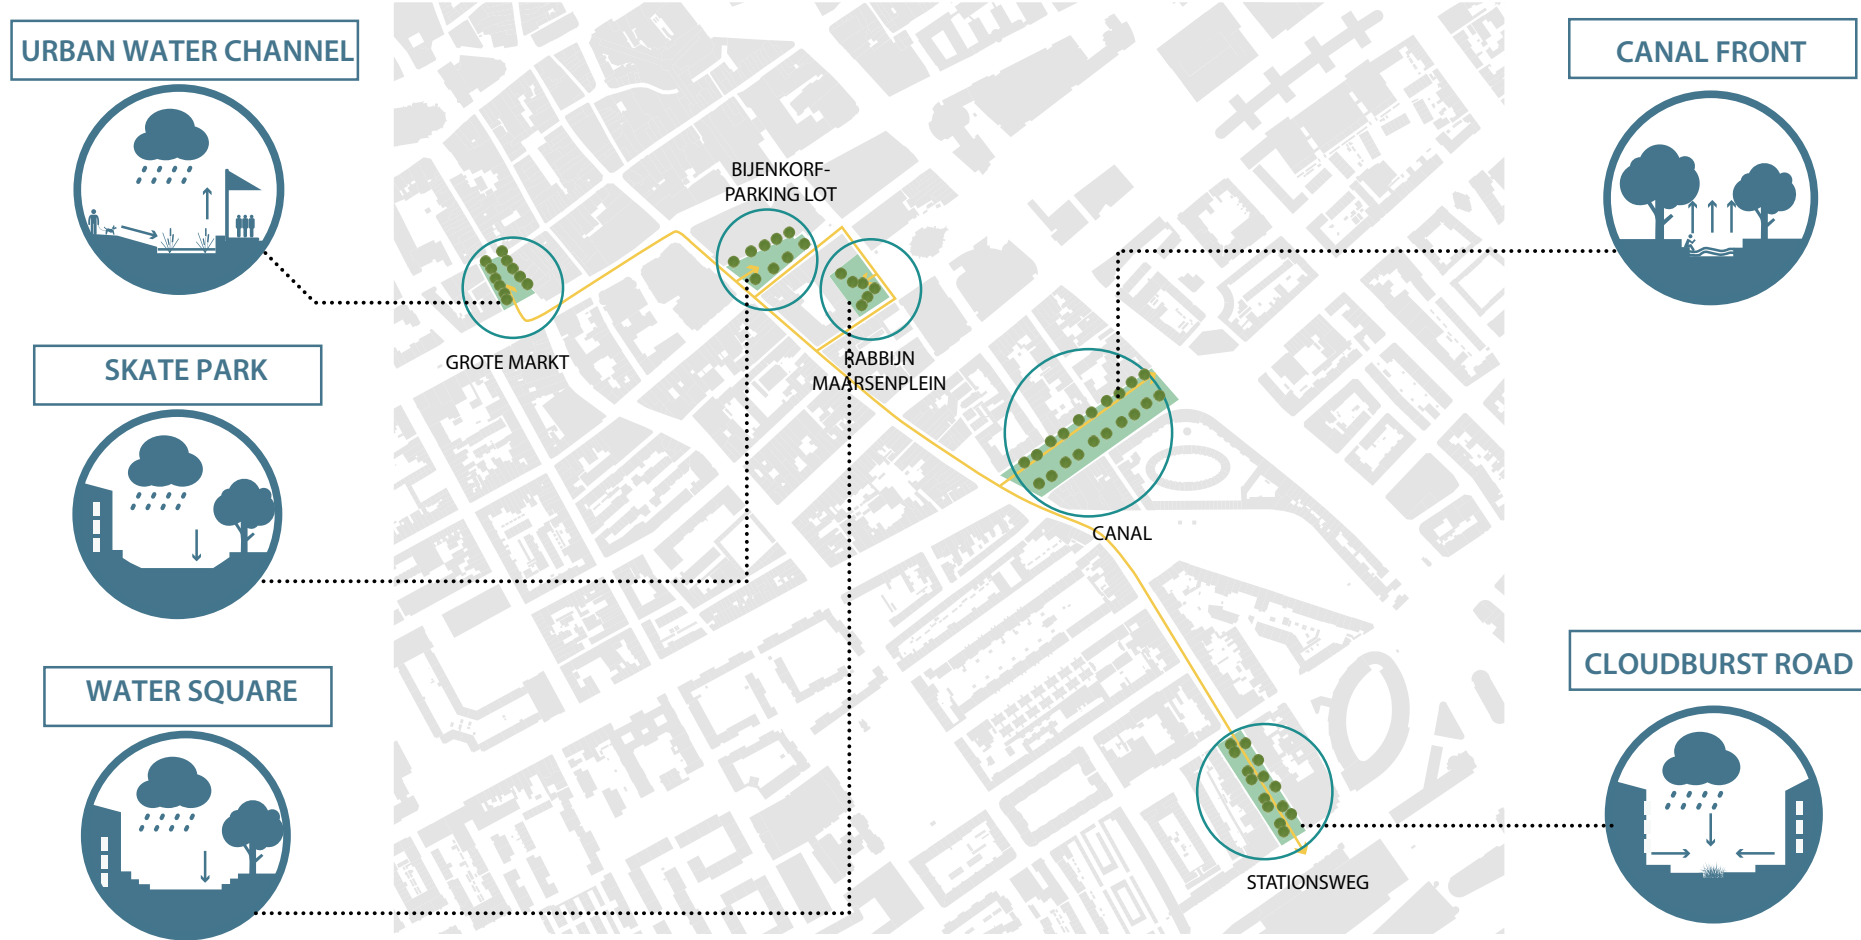 URBAN WATER CHANNEL
CANAL FRONT
BIJENKORF-
PARKING LOT
GROTE MARKT
RABBIJN
MAARSENPLEIN
SKATE PARK
CANAL
WATER SQUARE
CLOUDBURST ROAD
STATIONSWEG